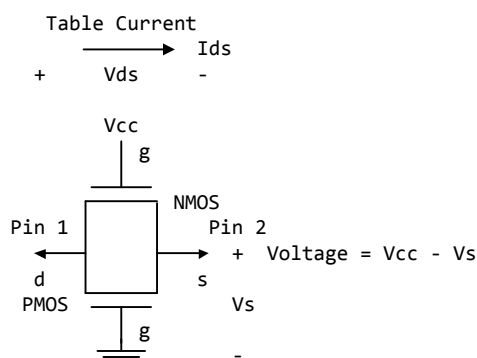 Table Current
Ids
+ Vds -
Vcc
g
NMOS
Pin 1 Pin 2
+ Voltage = Vcc - Vs
d s
PMOS Vs
g
-